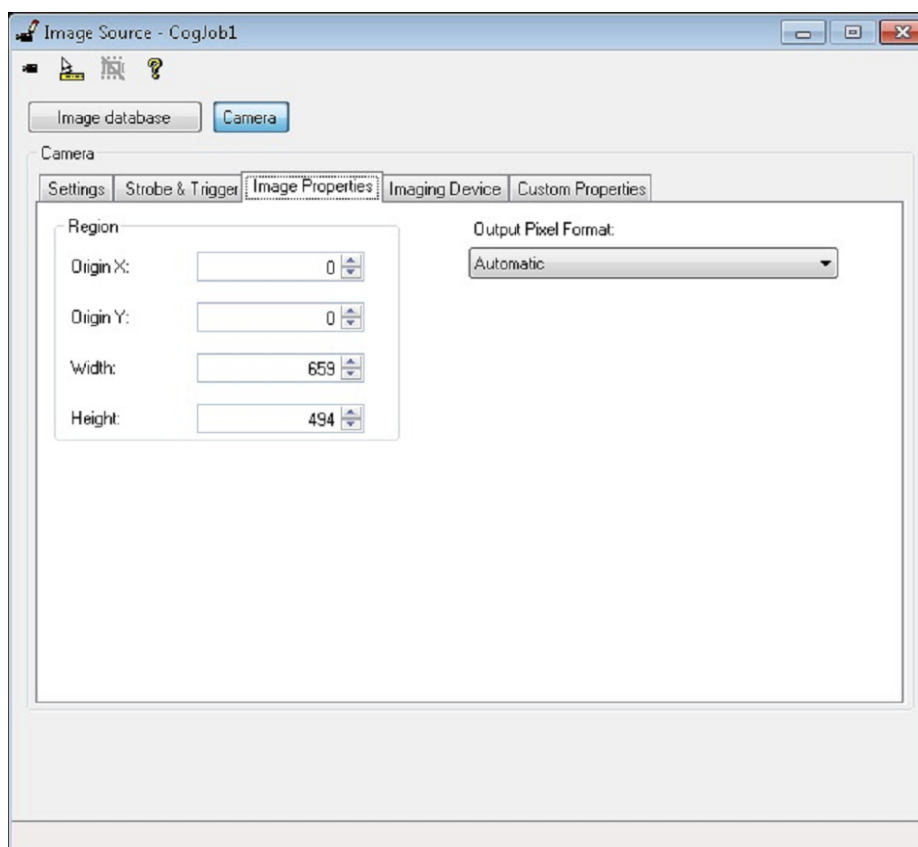 Image Source - CogJob1
Image database Camera
Camera
Settings Strobe & Trigger Image Properties Imaging Device Custom Properties
Region
Output Pixel Format:
Origin X: 0
Automatic
Origin Y: 0
Width: 659
Height: 494